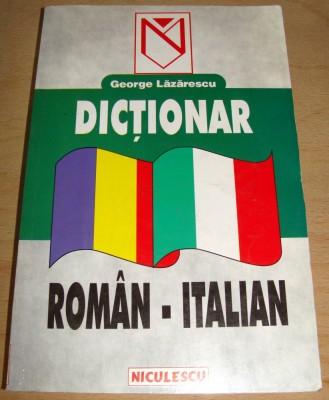 George Lăzărescu
DICȚIONAR
ROMÂN - ITALIAN
NICULESCU